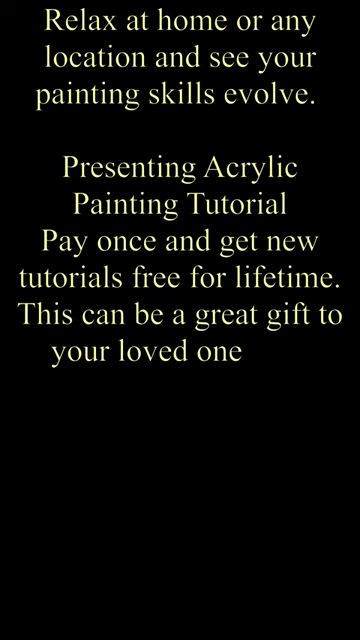 Relax at home or any
location and see your
painting skills evolve.
Presenting Acrylic
Painting Tutorial
Pay once and get new
tutorials free for lifetime.
This can be a great gift to
your loved one